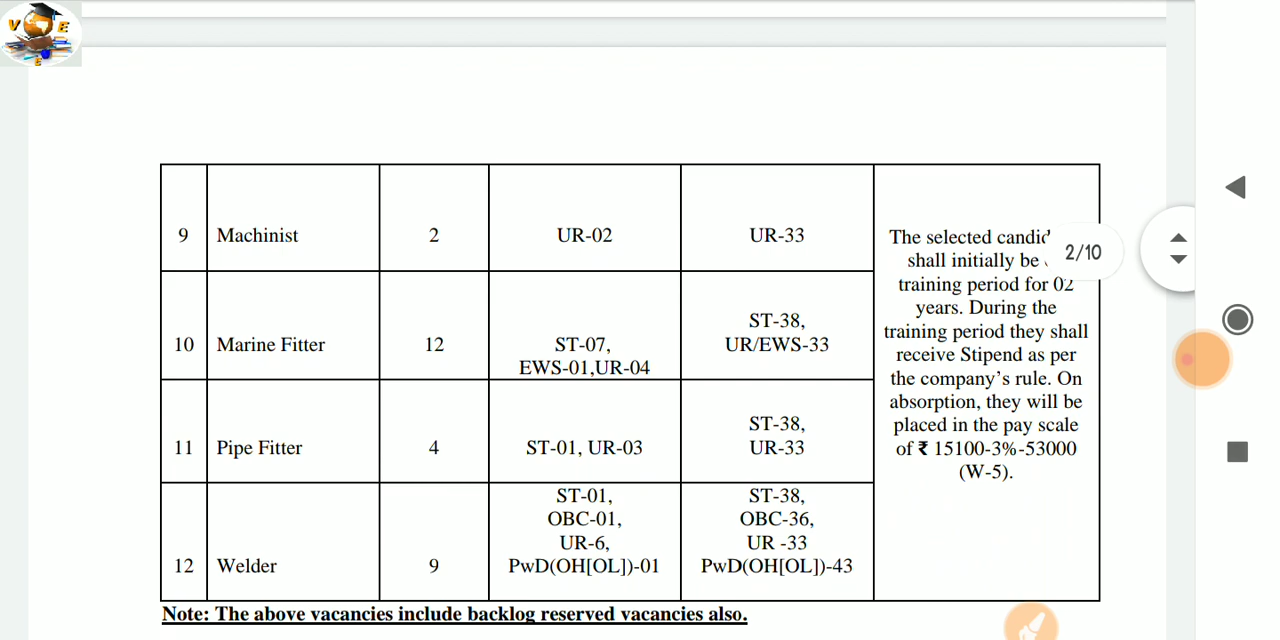 V E
E
9 Machinist 2 UR-02 UR-33
10 Marine Fitter 12 ST-07, EWS-01,UR-04 ST-38, UR/EWS-33
11 Pipe Fitter 4 ST-01, UR-03 ST-38, UR-33
12 Welder 9 ST-01, OBC-01, UR-6, PwD(OH[OL])-01 ST-38, OBC-36, UR -33 PwD(OH[OL])-43
The selected
shall initially be
training period for 02
years. During the
training period they shall
receive Stipend as per
the company's rule. On
absorption, they will be
placed in the pay scale
of ₹ 15100-3%-53000
(W-5).
2/10
Note: The above vacancies include backlog reserved vacancies also.